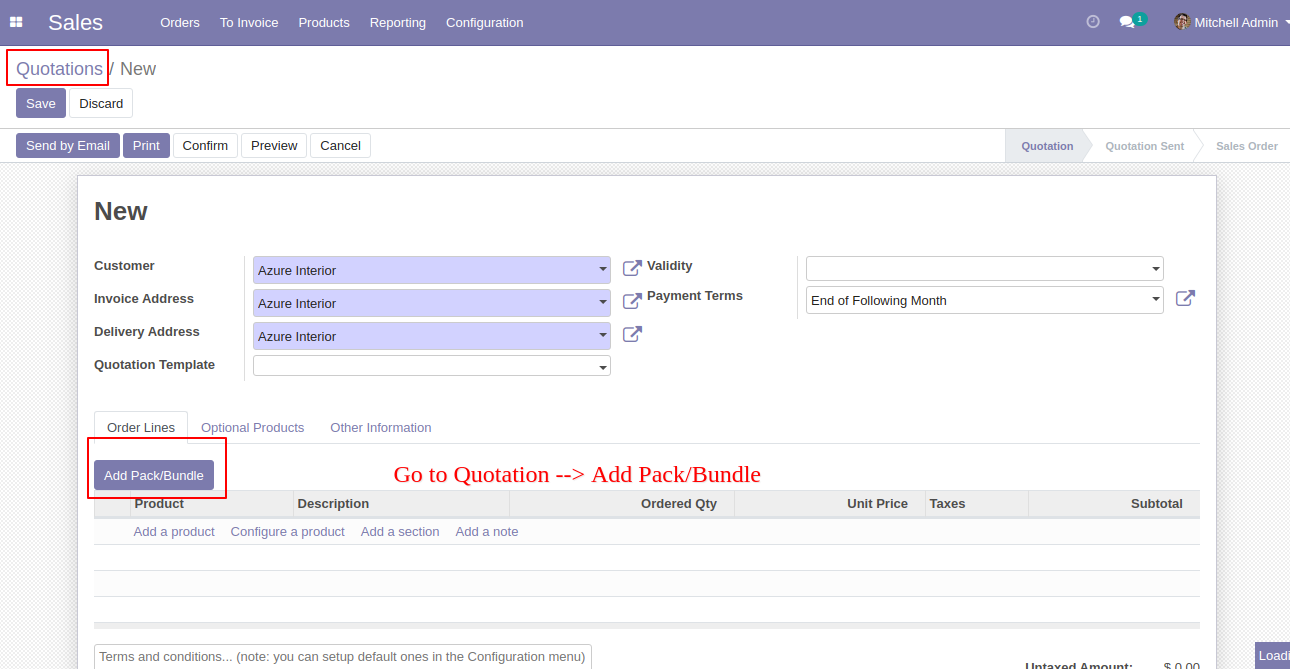 Sales Orders To Invoice Products Reporting Configuration 1 Mitchell Admin
Quotations / New
Save Discard
Send by Email Print Confirm Preview Cancel Quotation Quotation Sent Sales Order
New
Customer Azure Interior Validity
Invoice Address Azure Interior Payment Terms End of Following Month
Delivery Address Azure Interior
Quotation Template
Order Lines Optional Products Other Information
Add Pack/Bundle Go to Quotation --> Add Pack/Bundle
Product Description Ordered Qty Unit Price Taxes Subtotal
Add a product Configure a product Add a section Add a note
Terms and conditions... (note: you can setup default ones in the Configuration menu)
Loadi
Untaxed Amount: $ 0.00